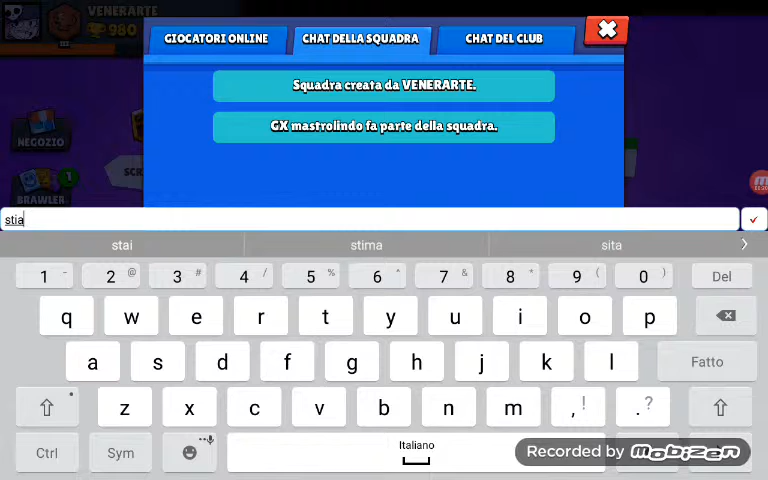 VENERARTE
980
GIOCATORI ONLINE
CHAT DELLA SQUADRA
CHAT DEL CLUB
Squadra creata da VENERARTE.
GX mastrolindo fa parte della squadra.
NEGOZIO
SCR
1
BRAWLER
stia
stai stima sita
1 - 2 @ 3 # 4 / 5 % 6 ^ 7 & 8 * 9 ( 0 ) Del
q w e r t y u i o p
a s d f g h j k l Fatto
z x c v b n m , ! . ?
Ctrl Sym Italiano
Recorded by mobizen